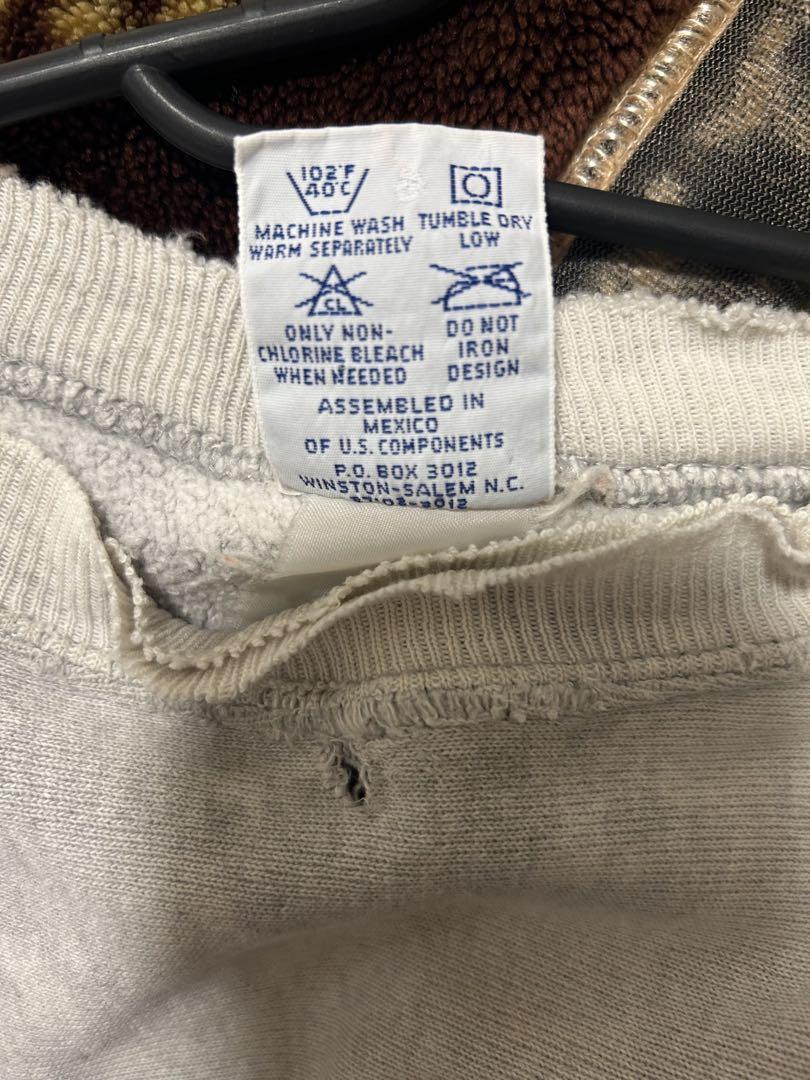 102°F
40°C
MACHINE WASH
WARM SEPARATELY
TUMBLE DRY
LOW
CL
ONLY NON-
CHLORINE BLEACH
WHEN NEEDED
DO NOT
IRON
DESIGN
ASSEMBLED IN
MEXICO
OF U.S. COMPONENTS
P.O. BOX 3012
WINSTON-SALEM N.C.